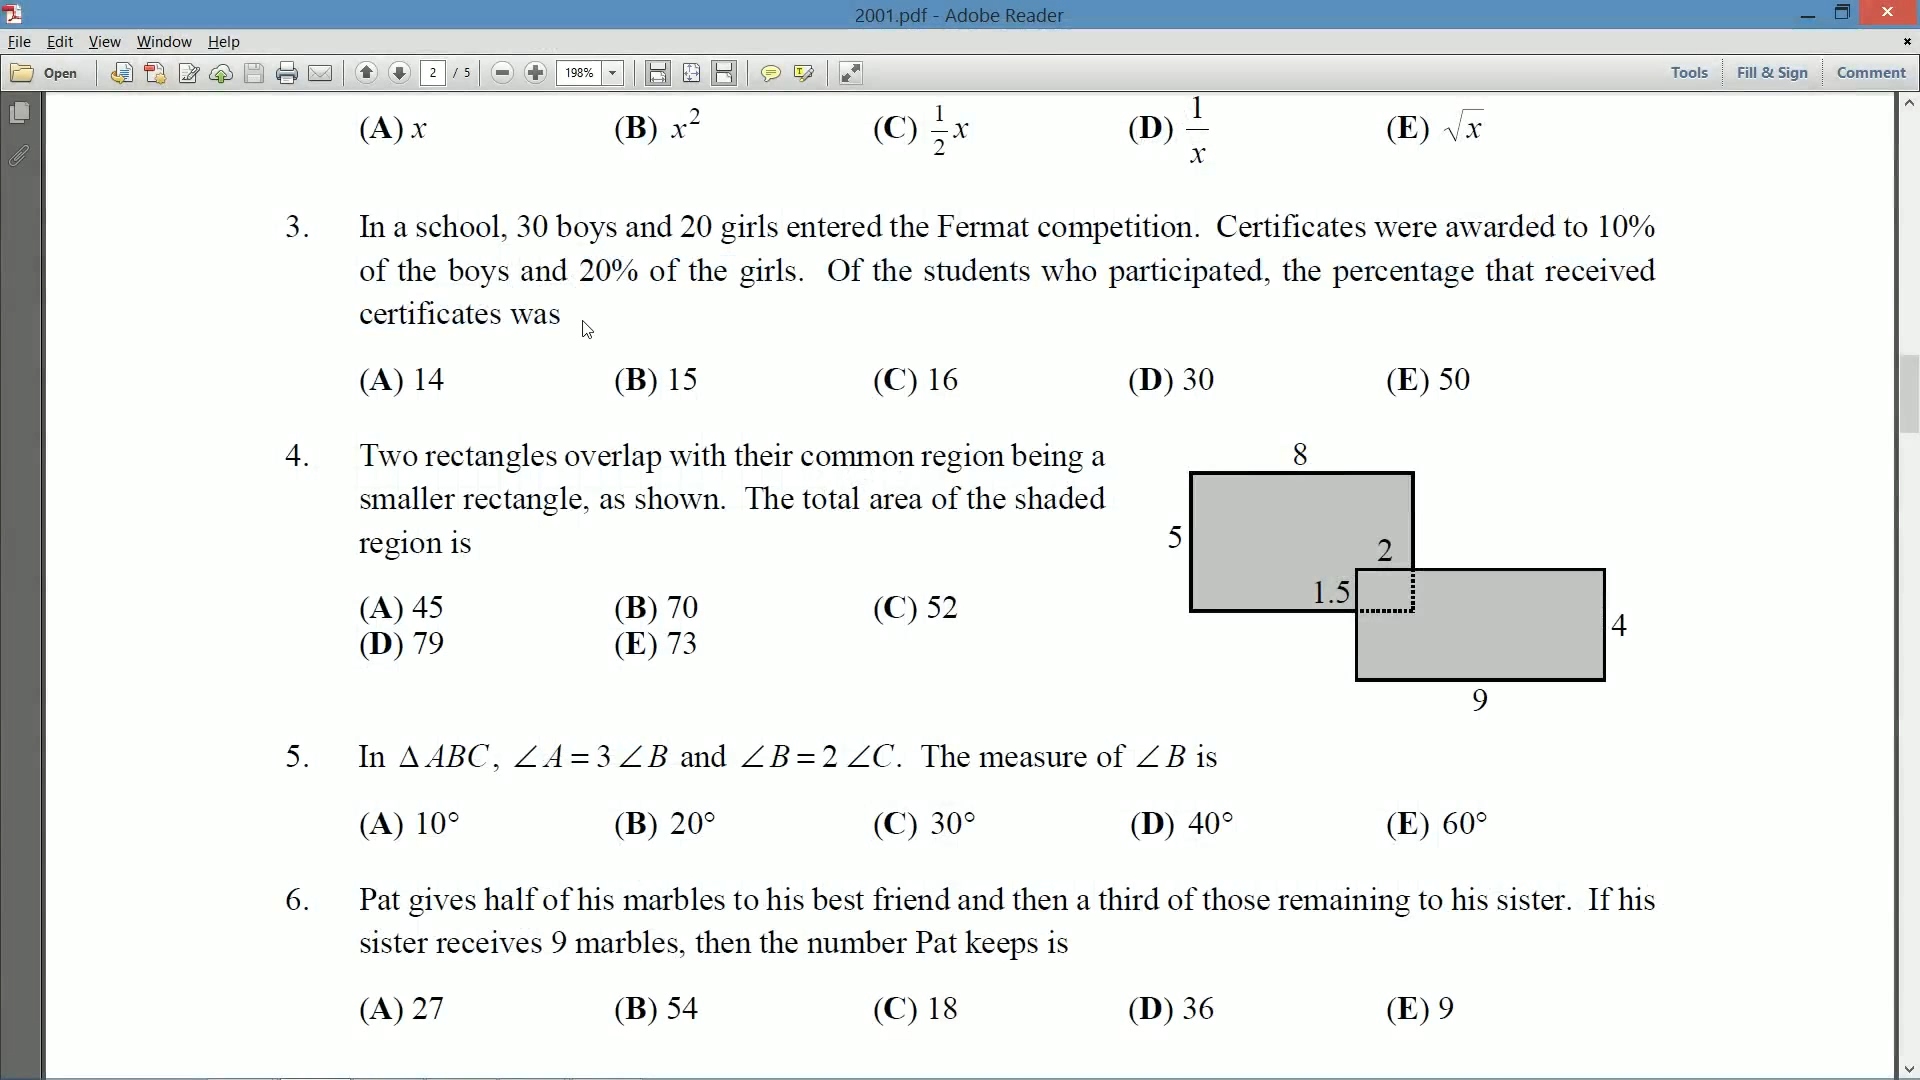 2001.pdf - Adobe Reader
File Edit View Window Help
Open 2 / 5 198% Tools Fill & Sign Comment
(A) x (B) x² (C) 1/2 x (D) 1/x (E) √x
3. In a school, 30 boys and 20 girls entered the Fermat competition. Certificates were awarded to 10%
of the boys and 20% of the girls. Of the students who participated, the percentage that received
certificates was
(A) 14 (B) 15 (C) 16 (D) 30 (E) 50
4. Two rectangles overlap with their common region being a
smaller rectangle, as shown. The total area of the shaded
region is
(A) 45 (B) 70 (C) 52
(D) 79 (E) 73
8
5
2
1.5
4
9
5. In Δ ABC, ∠A = 3 ∠B and ∠B = 2 ∠C. The measure of ∠B is
(A) 10° (B) 20° (C) 30° (D) 40° (E) 60°
6. Pat gives half of his marbles to his best friend and then a third of those remaining to his sister. If his
sister receives 9 marbles, then the number Pat keeps is
(A) 27 (B) 54 (C) 18 (D) 36 (E) 9